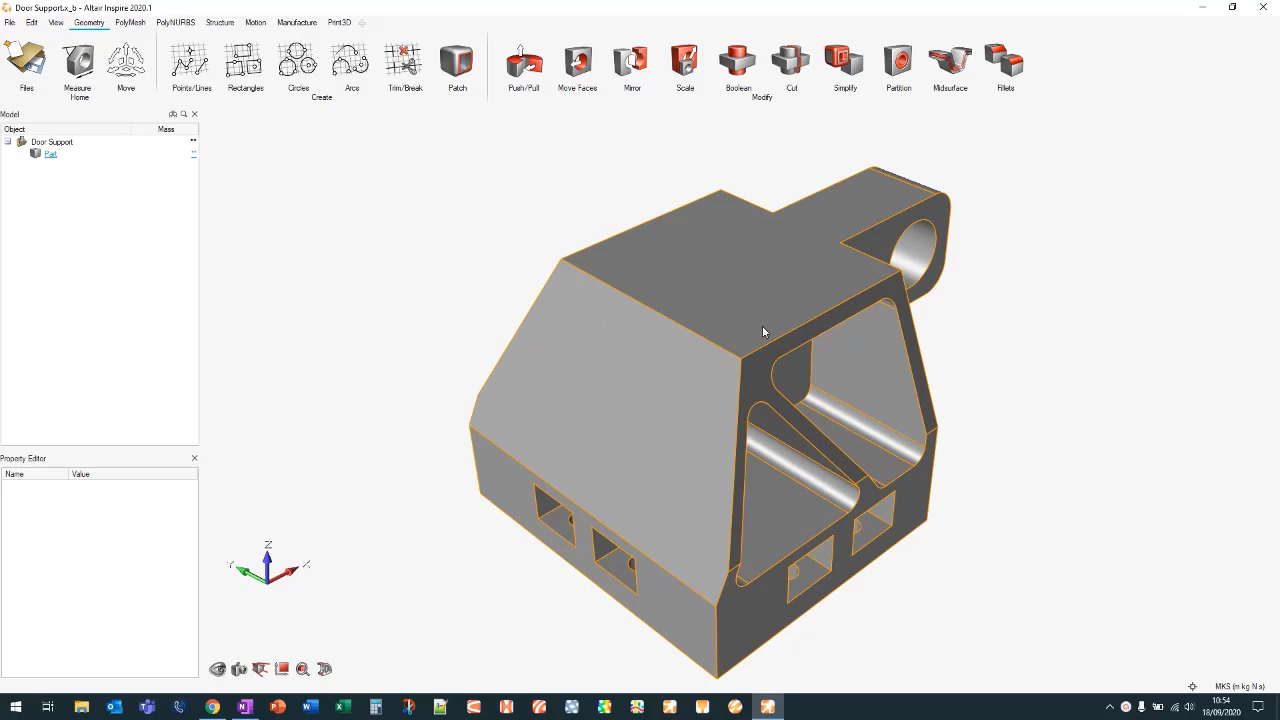 Door Support.x_b - Altair Inspire 2020.1
File Edit View Geometry PolyMesh PolyNURBS Structure Motion Manufacture Print3D
Files Measure Move Points/Lines Rectangles Circles Arcs Trim/Break Patch Push/Pull Move Faces Mirror Scale Boolean Cut Simplify Partition Midsurface Fillets
Home Create Modify
Model
Object Mass
Door Support
Part
Property Editor
Name Value
Z
Y X
MKS (m kg N s)
10:54
18/09/2020